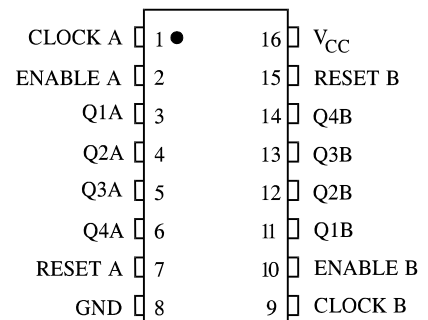 CLOCK A 1 16 VCC
ENABLE A 2 15 RESET B
Q1A 3 14 Q4B
Q2A 4 13 Q3B
Q3A 5 12 Q2B
Q4A 6 11 Q1B
RESET A 7 10 ENABLE B
GND 8 9 CLOCK B